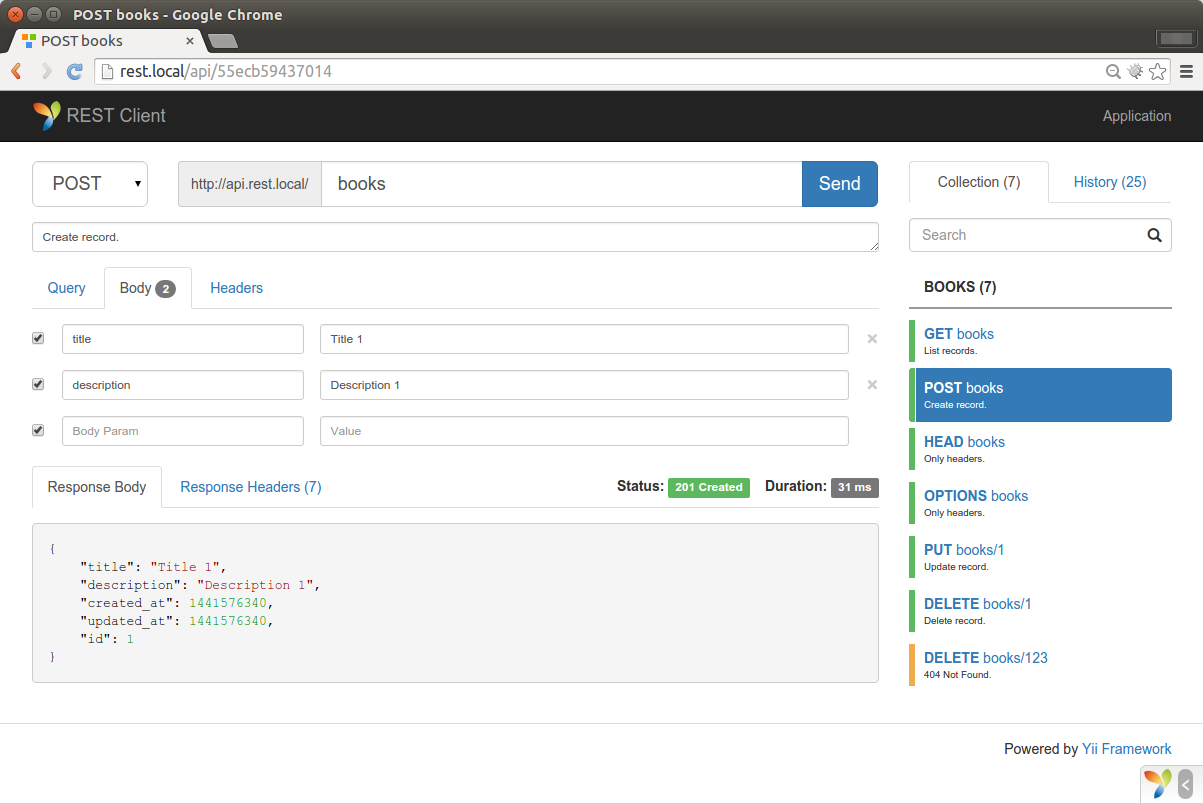 POST books - Google Chrome
POST books
rest.local/api/55ecb59437014
REST Client
Application
POST
http://api.rest.local/
books
Send
Create record.
Query
Body 2
Headers
title
Title 1
description
Description 1
Body Param
Value
Response Body
Response Headers (7)
Status: 201 Created
Duration: 31 ms
{
"title": "Title 1",
"description": "Description 1",
"created_at": 1441576340,
"updated_at": 1441576340,
"id": 1
}
Collection (7)
History (25)
Search
BOOKS (7)
GET books
List records.
POST books
Create record.
HEAD books
Only headers.
OPTIONS books
Only headers.
PUT books/1
Update record.
DELETE books/1
Delete record.
DELETE books/123
404 Not Found.
Powered by Yii Framework